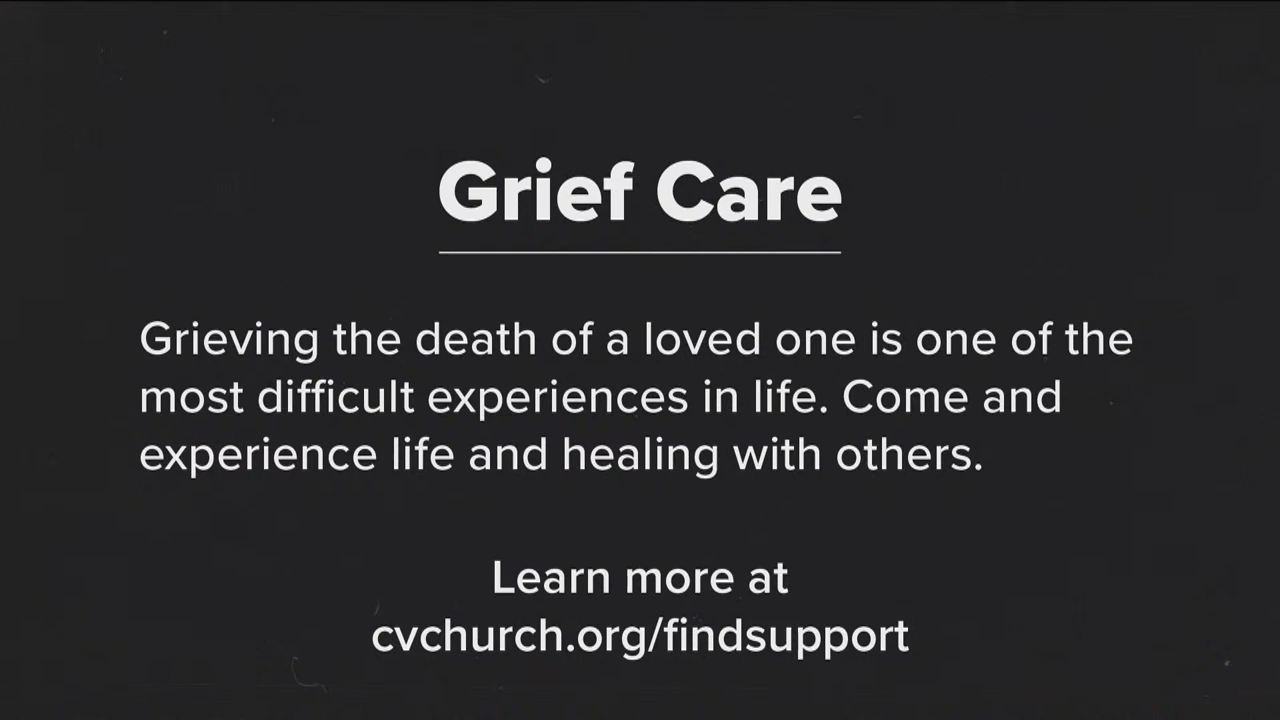 Grief Care
Grieving the death of a loved one is one of the
most difficult experiences in life. Come and
experience life and healing with others.
Learn more at
cvchurch.org/findsupport